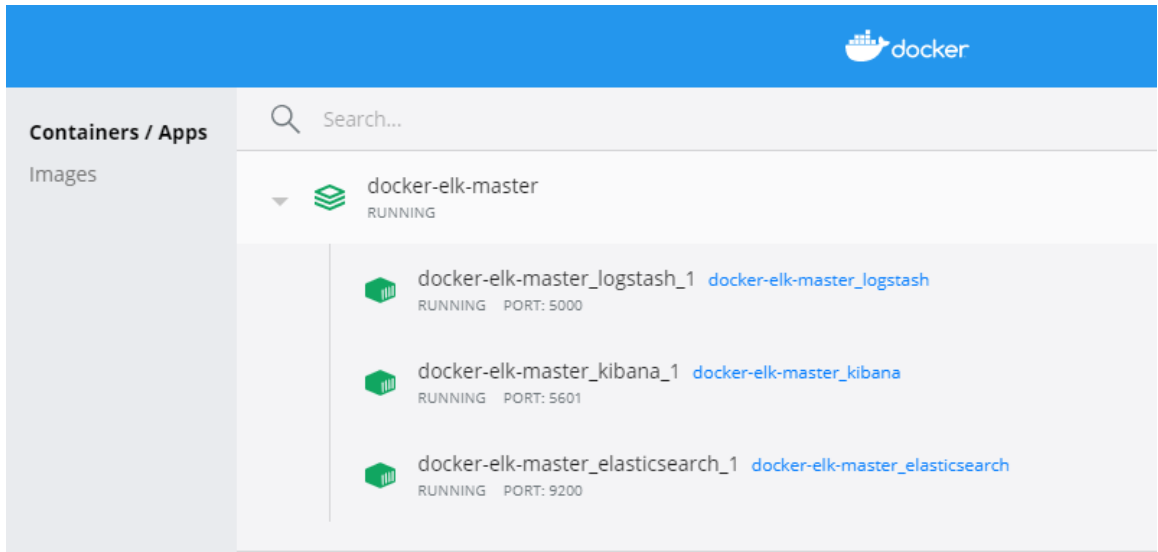 docker
Containers / Apps
Images
Search...
docker-elk-master
RUNNING
docker-elk-master_logstash_1 docker-elk-master_logstash
RUNNING PORT: 5000
docker-elk-master_kibana_1 docker-elk-master_kibana
RUNNING PORT: 5601
docker-elk-master_elasticsearch_1 docker-elk-master_elasticsearch
RUNNING PORT: 9200